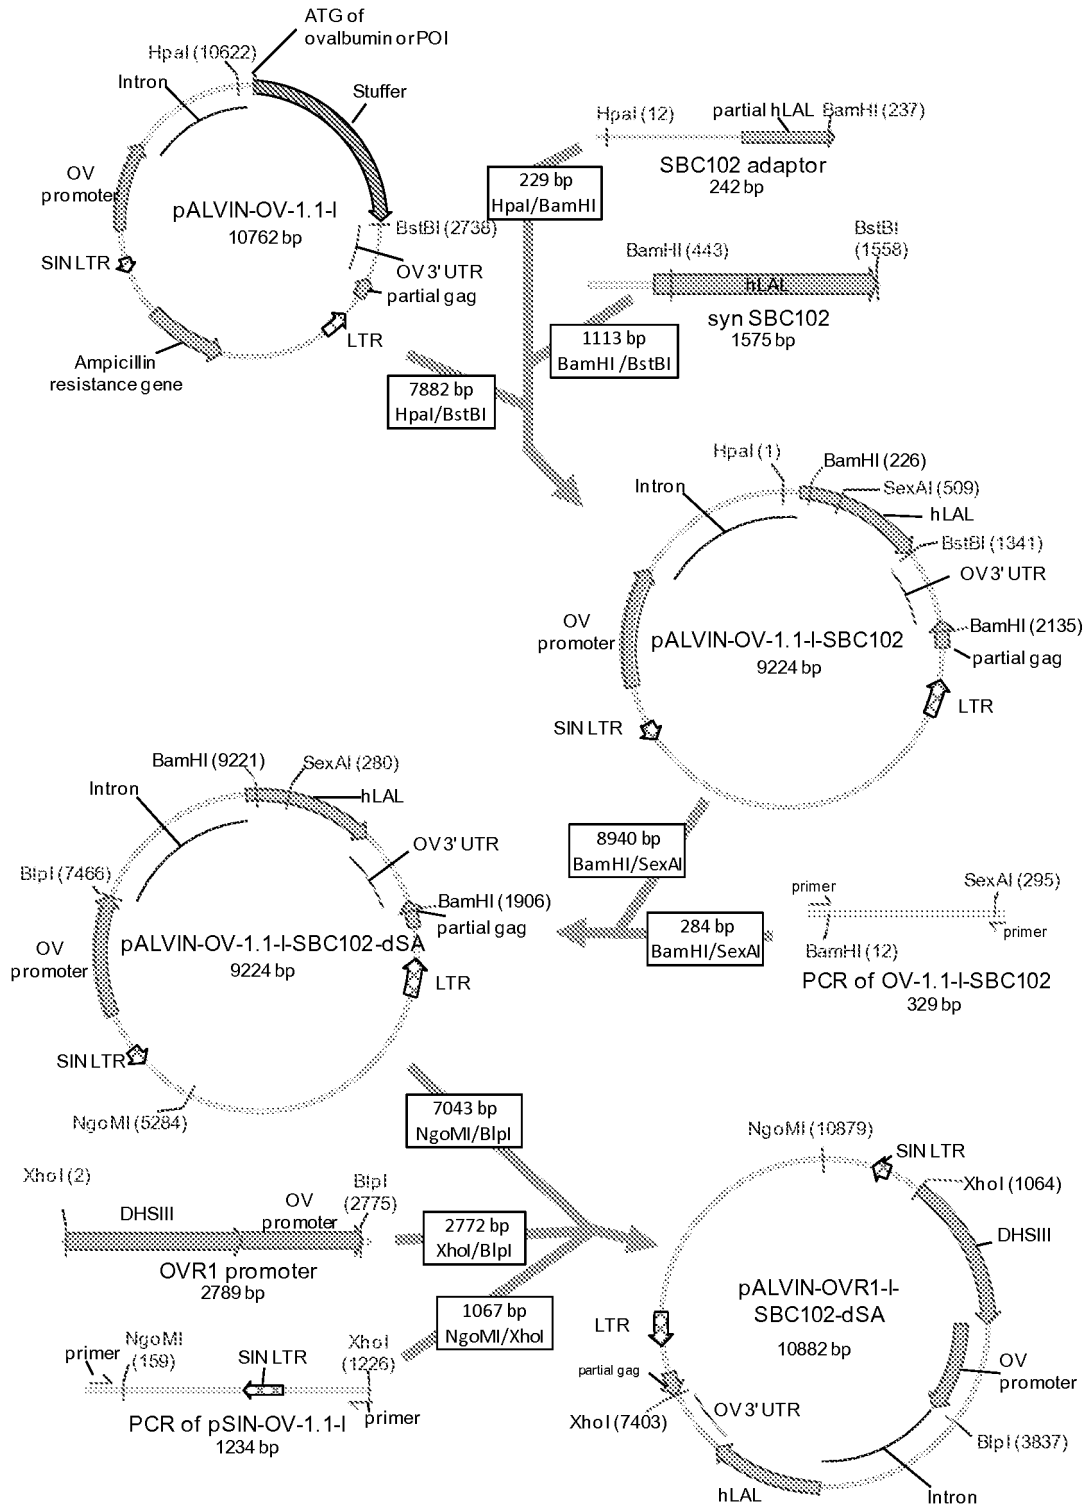 ATG of
ovalbumin or POI
HpaI (10622)
Intron
Stuffer
OV
promoter
pALVIN-OV-1.1-I
10762 bp
BstBI (2738)
SIN LTR
OV 3' UTR
partial gag
LTR
Ampicillin
resistance gene
HpaI (12)
partial hLAL
BamHI (237)
SBC102 adaptor
242 bp
229 bp
HpaI/BamHI
BamHI (443)
BstBI
(1558)
hLAL
syn SBC102
1575 bp
1113 bp
BamHI /BstBI
7882 bp
HpaI/BstBI
HpaI (1)
BamHI (226)
Intron
SexAI (509)
hLAL
BstBI (1341)
OV 3' UTR
OV
promoter
pALVIN-OV-1.1-I-SBC102
9224 bp
BamHI (2135)
partial gag
LTR
SIN LTR
BamHI (9221)
SexAI (280)
Intron
hLAL
OV 3' UTR
BlpI (7466)
BamHI (1906)
partial gag
OV
promoter
pALVIN-OV-1.1-I-SBC102-dSA
9224 bp
LTR
SIN LTR
NgoMI (5284)
8940 bp
BamHI/SexAI
284 bp
BamHI/SexAI
primer
SexAI (295)
primer
BamHI (12)
PCR of OV-1.1-I-SBC102
329 bp
7043 bp
NgoMI/BlpI
XhoI (2)
DHSIII
OV
promoter
BlpI
(2775)
OVR1 promoter
2789 bp
2772 bp
XhoI/BlpI
1067 bp
NgoMI/XhoI
primer
NgoMI
(159)
SIN LTR
XhoI
(1226)
primer
PCR of pSIN-OV-1.1-I
1234 bp
NgoMI (10879)
SIN LTR
XhoI (1064)
DHSIII
pALVIN-OVR1-I-
SBC102-dSA
10882 bp
LTR
partial gag
OV
promoter
XhoI (7403)
OV 3' UTR
BlpI (3837)
hLAL
Intron